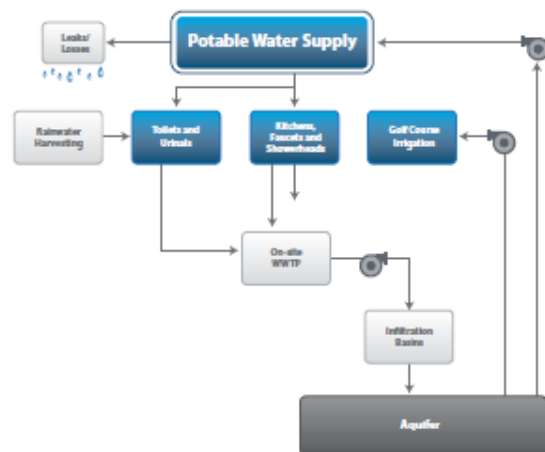 Leaks/
Losses
Potable Water Supply
Rainwater
Harvesting
Toilets and
Urinals
Kitchens,
Faucets and
Showerheads
Golf Course
Irrigation
On-site
WWTP
Infiltration
Basins
Aquifer